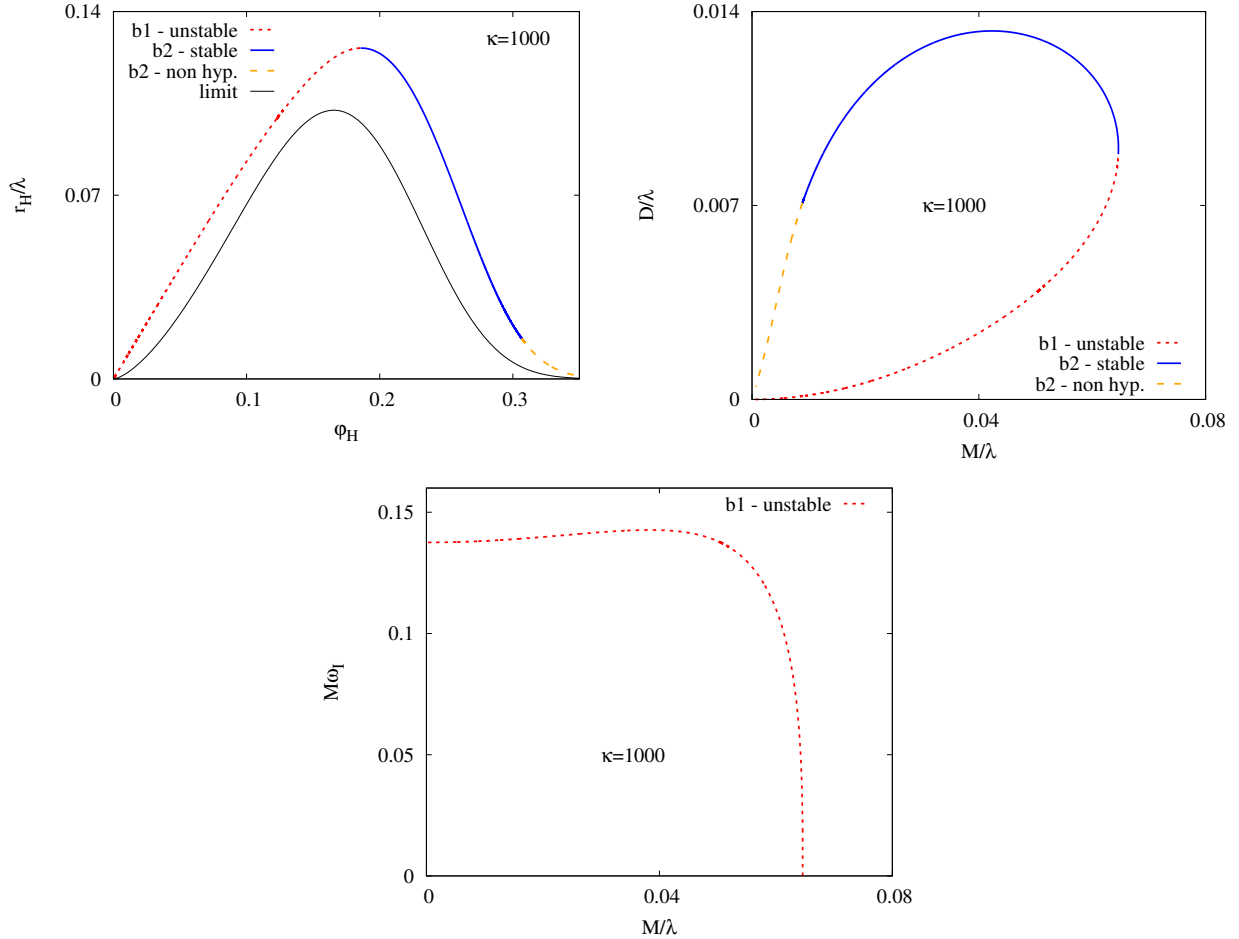 b1 - unstable
b2 - stable
b2 - non hyp.
limit
κ=1000
0.14
0.07
0
r_H/λ
0 0.1 0.2 0.3
φ_H
0.014
0.007
0
D/λ
κ=1000
b1 - unstable
b2 - stable
b2 - non hyp.
0 0.04 0.08
M/λ
b1 - unstable
0.15
0.1
0.05
0
Mω_I
κ=1000
0 0.04 0.08
M/λ